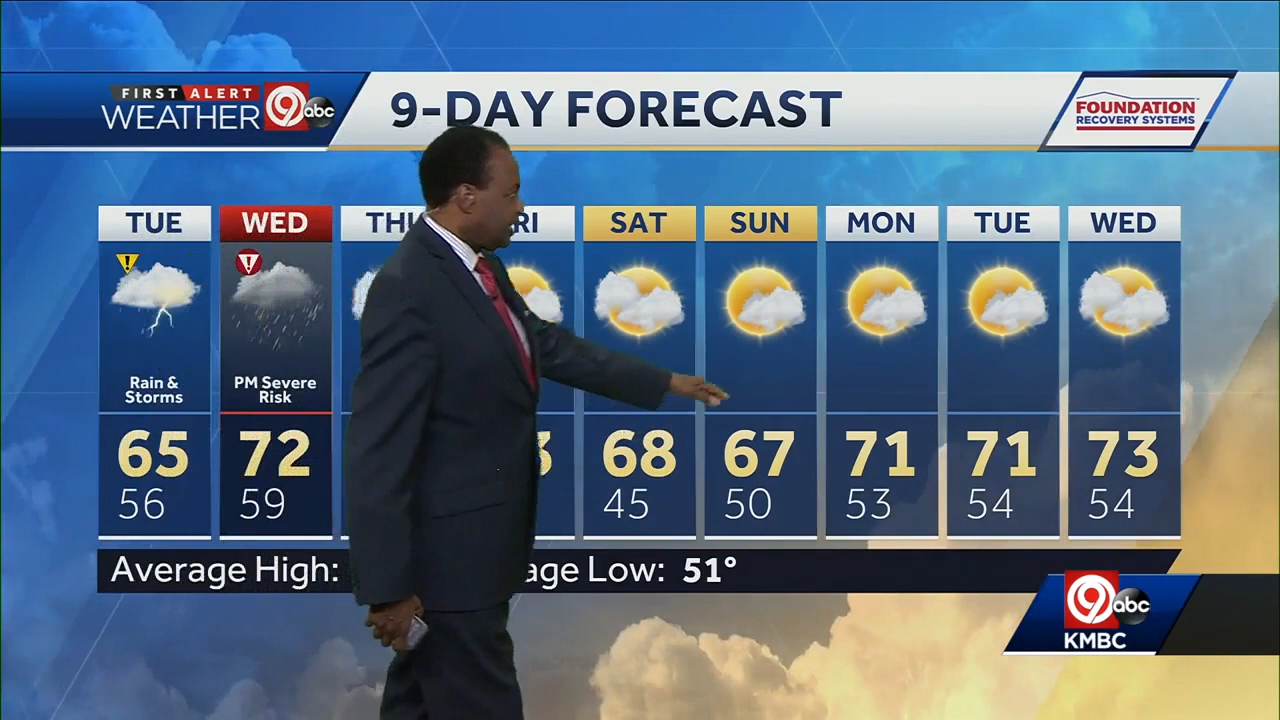 FIRST ALERT
WEATHER 9 abc
9-DAY FORECAST
FOUNDATION
RECOVERY SYSTEMS
TUE WED SAT SUN MON TUE WED
! !
Rain & Storms
PM Severe Risk
65 72 68 67 71 71 73
56 59 45 50 53 54 54
Average High: Low: 51°
9 abc
KMBC